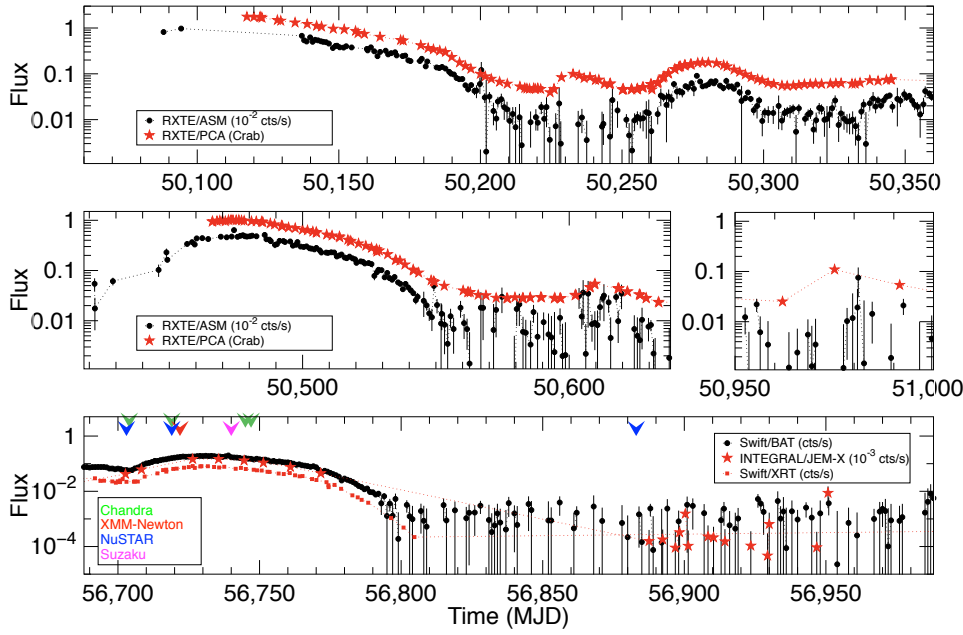 Flux
1
0.1
0.01
RXTE/ASM (10⁻² cts/s)
RXTE/PCA (Crab)
50,100 50,150 50,200 50,250 50,300 50,350
Flux
1
0.1
0.01
RXTE/ASM (10⁻² cts/s)
RXTE/PCA (Crab)
50,500 50,600
1
0.1
0.01
50,950 51,000
Flux
1
10⁻²
10⁻⁴
Swift/BAT (cts/s)
INTEGRAL/JEM-X (10⁻³ cts/s)
Swift/XRT (cts/s)
Chandra
XMM-Newton
NuSTAR
Suzaku
56,700 56,750 56,800 56,850 56,900 56,950
Time (MJD)